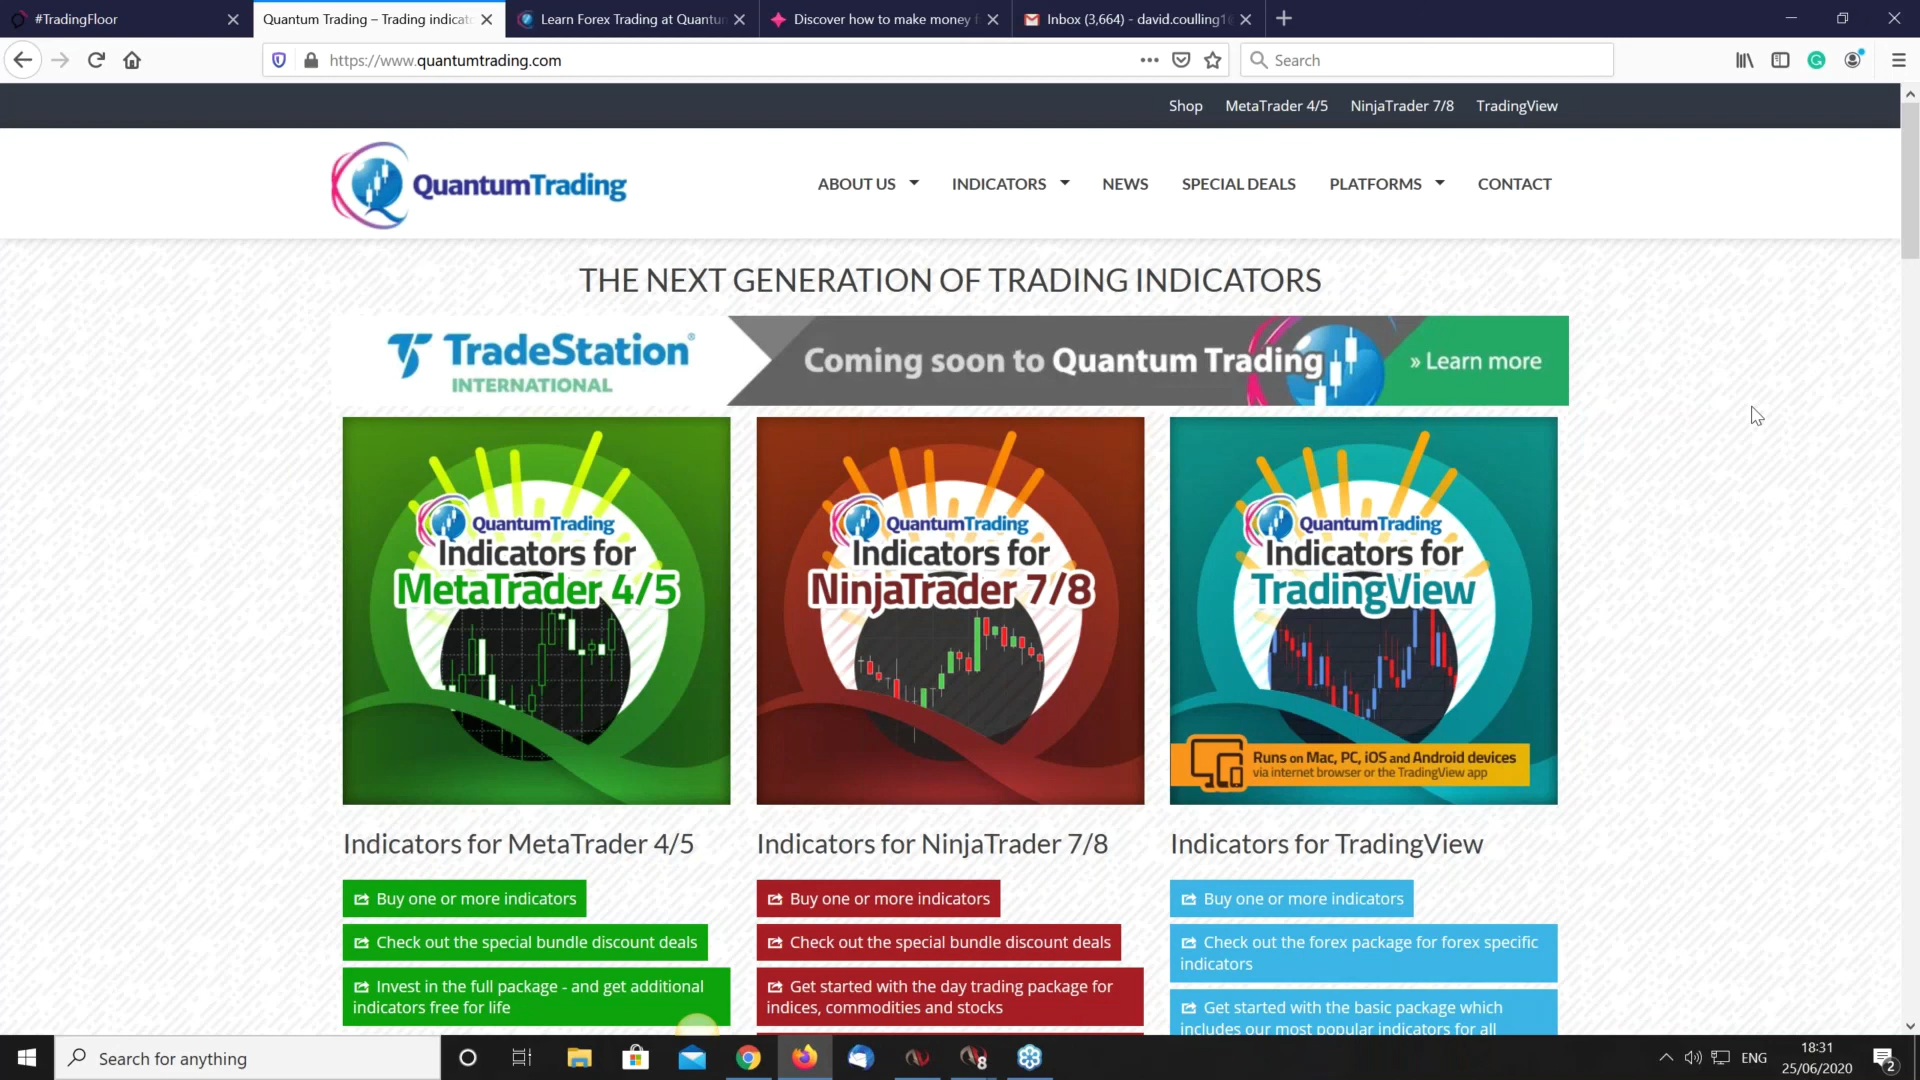 #TradingFloor
Quantum Trading – Trading indicato
Learn Forex Trading at Quantum
Discover how to make money f
Inbox (3,664) - david.coulling1
https://www.quantumtrading.com
Search
Shop MetaTrader 4/5 NinjaTrader 7/8 TradingView
QuantumTrading
ABOUT US INDICATORS NEWS SPECIAL DEALS PLATFORMS CONTACT
THE NEXT GENERATION OF TRADING INDICATORS
TradeStation®
INTERNATIONAL
Coming soon to Quantum Trading
» Learn more
QuantumTrading
Indicators for
MetaTrader 4/5
QuantumTrading
Indicators for
NinjaTrader 7/8
QuantumTrading
Indicators for
TradingView
Runs on Mac, PC, iOS and Android devices
via internet browser or the TradingView app
Indicators for MetaTrader 4/5
Buy one or more indicators
Check out the special bundle discount deals
Invest in the full package - and get additional
indicators free for life
Indicators for NinjaTrader 7/8
Buy one or more indicators
Check out the special bundle discount deals
Get started with the day trading package for
indices, commodities and stocks
Indicators for TradingView
Buy one or more indicators
Check out the forex package for forex specific
indicators
Get started with the basic package which
includes our most popular indicators for all
Search for anything
8
ENG
18:31
25/06/2020
2